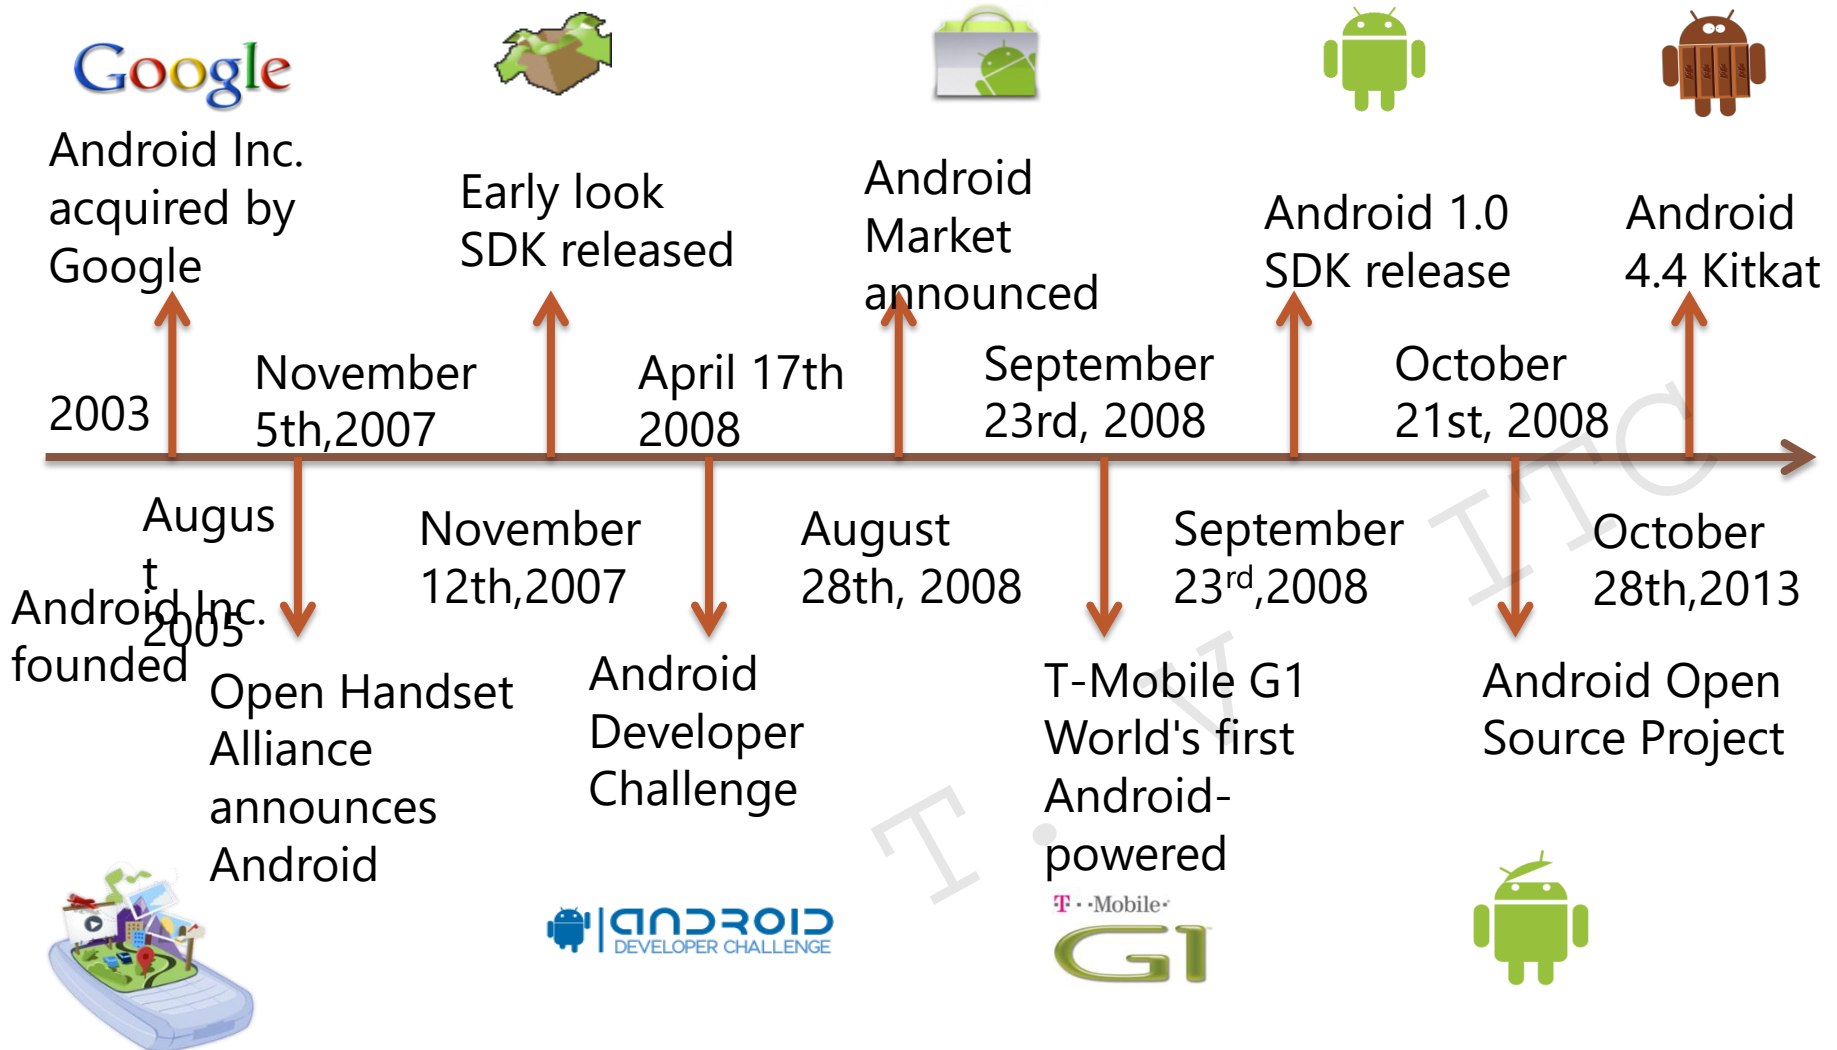 Google
Android Inc.
acquired by
Google
Early look
SDK released
Android
Market
announced
Android 1.0
SDK release
Android
4.4 Kitkat
2003
November
5th,2007
April 17th
2008
September
23rd, 2008
October
21st, 2008
Augus
t
2005
November
12th,2007
August
28th, 2008
September
23rd,2008
October
28th,2013
Android Inc.
founded
Open Handset
Alliance
announces
Android
Android
Developer
Challenge
T-Mobile G1
World's first
Android-
powered
Android Open
Source Project
ANDROID
DEVELOPER CHALLENGE
T··Mobile·
G1
T.V ITC